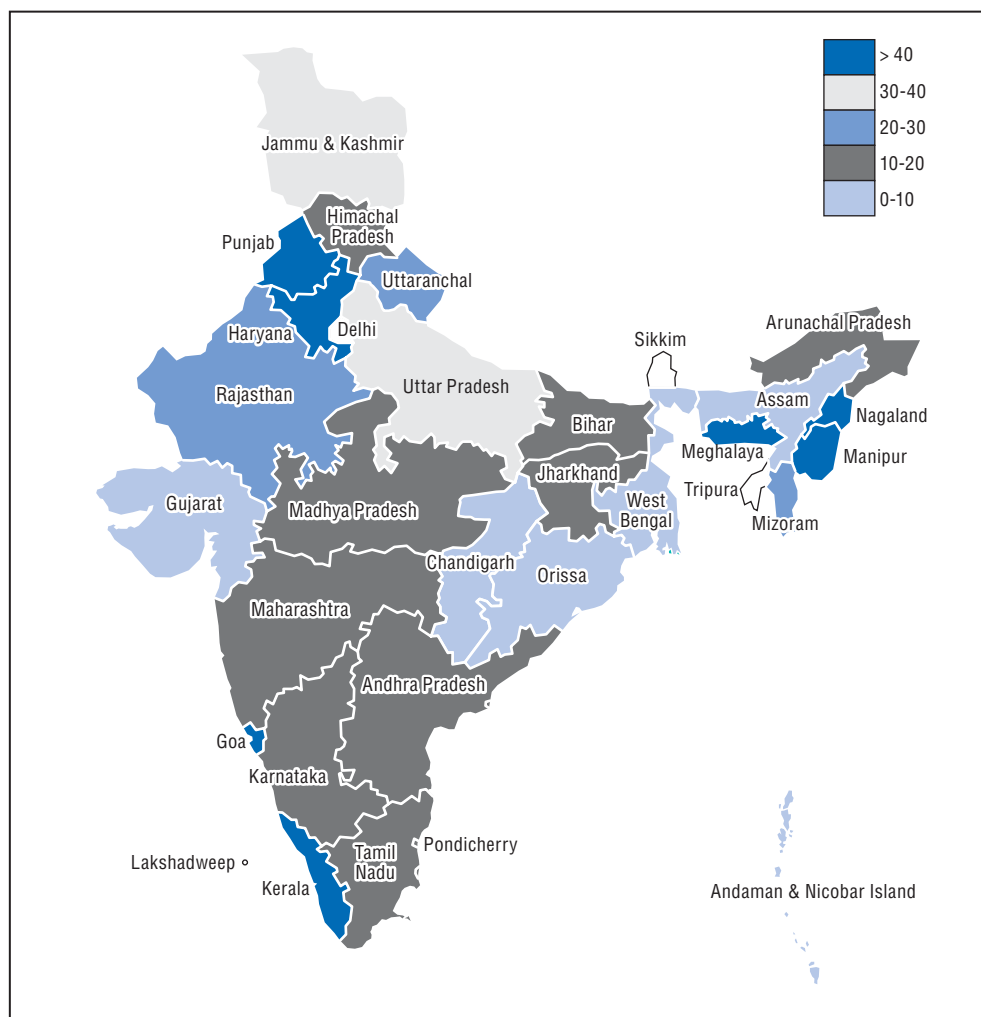 > 40
30-40
20-30
10-20
0-10
Jammu & Kashmir
Himachal
Pradesh
Punjab
Uttaranchal
Haryana
Delhi
Rajasthan
Uttar Pradesh
Sikkim
Arunachal Pradesh
Assam
Nagaland
Bihar
Meghalaya
Manipur
Jharkhand
Tripura
Gujarat
Madhya Pradesh
West
Bengal
Mizoram
Chandigarh
Orissa
Maharashtra
Andhra Pradesh
Goa
Karnataka
Pondicherry
Tamil
Nadu
Lakshadweep
Kerala
Andaman & Nicobar Island